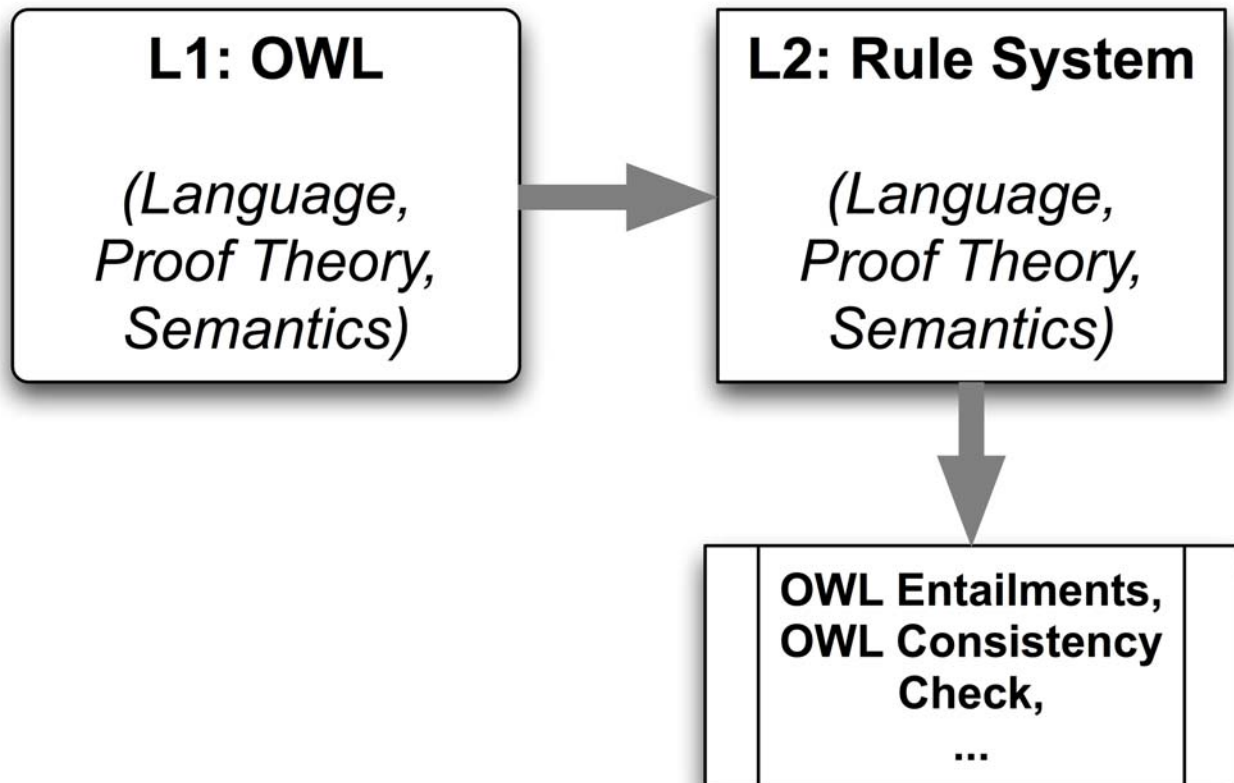 L1: OWL
(Language,
Proof Theory,
Semantics)
L2: Rule System
(Language,
Proof Theory,
Semantics)
OWL Entailments,
OWL Consistency
Check,
...